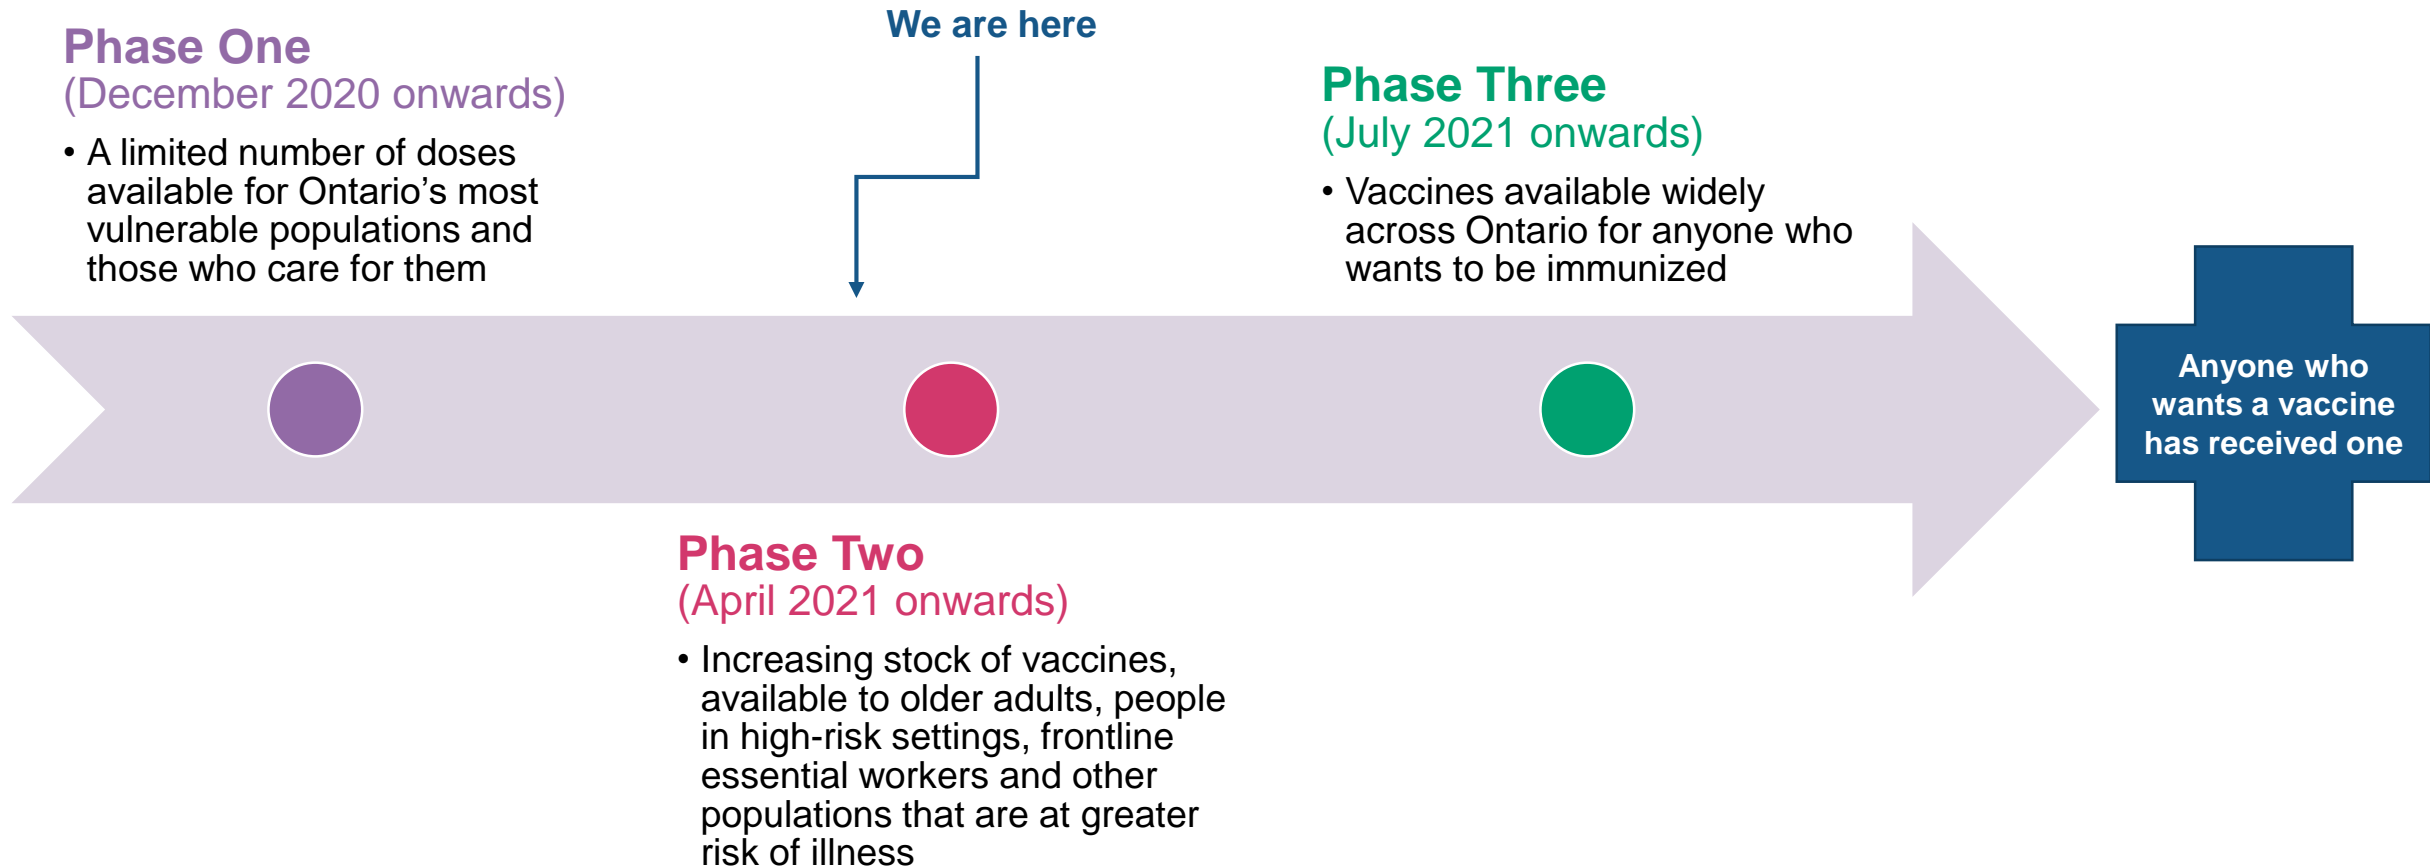 We are here
Phase One
(December 2020 onwards)
• A limited number of doses
available for Ontario’s most
vulnerable populations and
those who care for them
Phase Three
(July 2021 onwards)
• Vaccines available widely
across Ontario for anyone who
wants to be immunized
Anyone who
wants a vaccine
has received one
Phase Two
(April 2021 onwards)
• Increasing stock of vaccines,
available to older adults, people
in high-risk settings, frontline
essential workers and other
populations that are at greater
risk of illness